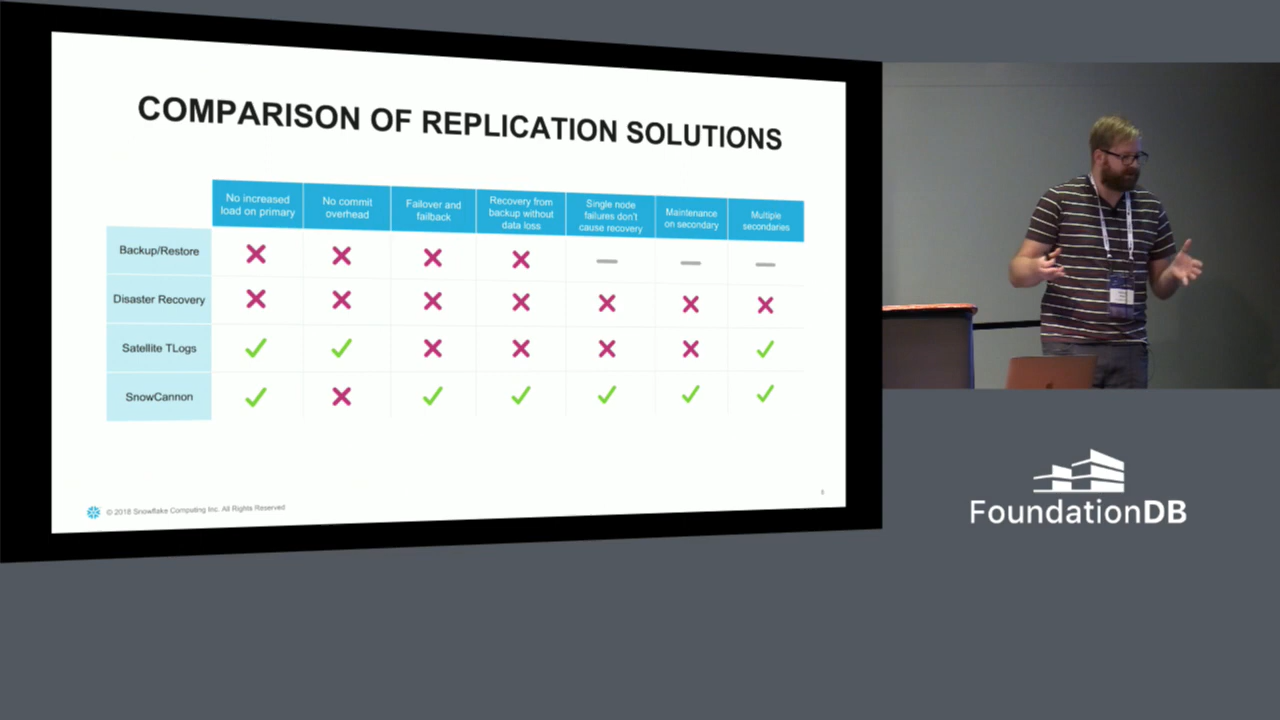 COMPARISON OF REPLICATION SOLUTIONS
No increased
load on primary
No commit
overhead
Failover and
failback
Recovery from
backup without
data loss
Single node
failures don't
cause recovery
Maintenance
on secondary
Multiple
secondaries
Backup/Restore
Disaster Recovery
Satellite TLogs
SnowCannon
© 2018 Snowflake Computing Inc. All Rights Reserved
FoundationDB